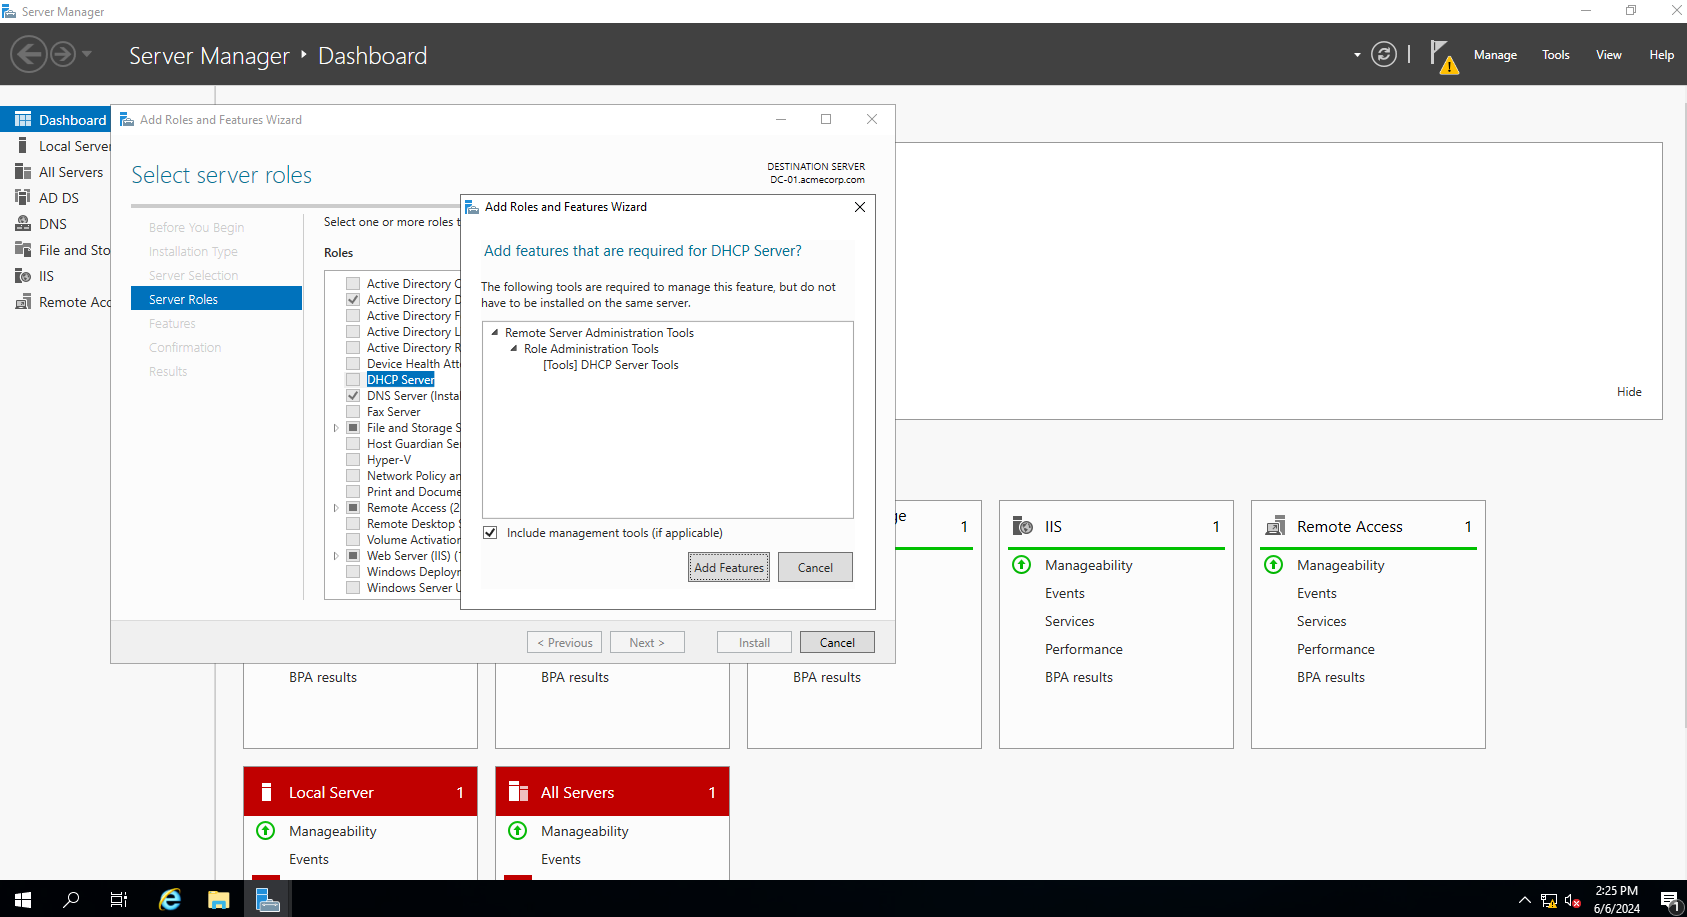 Server Manager
Server Manager Dashboard
Manage Tools View Help
Dashboard
Local Server
All Servers
AD DS
DNS
File and Sto
IIS
Remote Acc
Add Roles and Features Wizard
Select server roles
DESTINATION SERVER
DC-01.acmecorp.com
Before You Begin
Installation Type
Server Selection
Server Roles
Features
Confirmation
Results
Select one or more roles t
Roles
Active Directory C
Active Directory D
Active Directory F
Active Directory L
Active Directory R
Device Health Att
DHCP Server
DNS Server (Instal
Fax Server
File and Storage S
Host Guardian Se
Hyper-V
Network Policy an
Print and Docume
Remote Access (2
Remote Desktop S
Volume Activation
Web Server (IIS) (
Windows Deployn
Windows Server U
< Previous Next > Install Cancel
Add Roles and Features Wizard
Add features that are required for DHCP Server?
The following tools are required to manage this feature, but do not
have to be installed on the same server.
Remote Server Administration Tools
Role Administration Tools
[Tools] DHCP Server Tools
Include management tools (if applicable)
Add Features Cancel
Hide
BPA results
BPA results
ge 1
BPA results
IIS 1
Manageability
Events
Services
Performance
BPA results
Remote Access 1
Manageability
Events
Services
Performance
BPA results
Local Server 1
Manageability
Events
All Servers 1
Manageability
Events
2:25 PM
6/6/2024
1